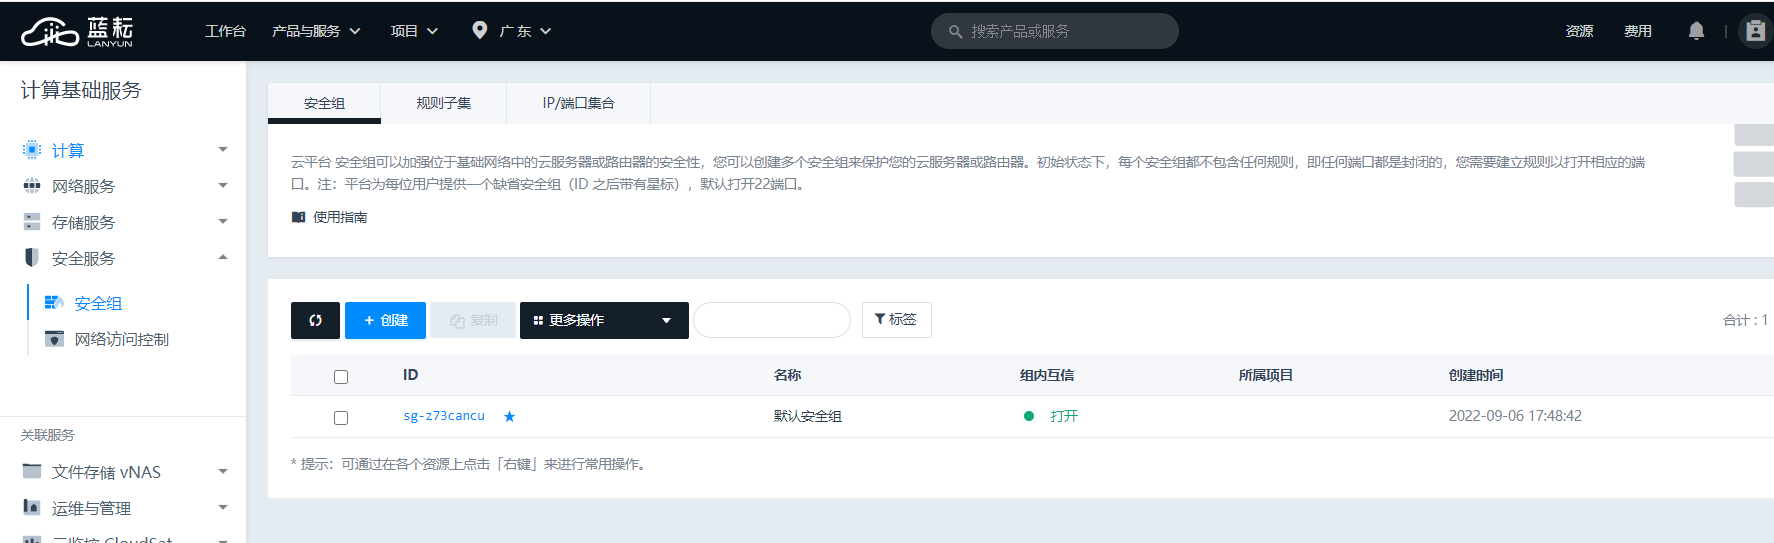 蓝耘
LANYUN
工作台 产品与服务 项目 广东 搜索产品或服务 资源 费用
计算基础服务
计算
网络服务
存储服务
安全服务
安全组
网络访问控制
关联服务
文件存储 vNAS
运维与管理
安全组 规则子集 IP/端口集合
云平台 安全组可以加强位于基础网络中的云服务器或路由器的安全性，您可以创建多个安全组来保护您的云服务器或路由器。初始状态下，每个安全组都不包含任何规则，即任何端口都是封闭的，您需要建立规则以打开相应的端
口。注：平台为每位用户提供一个缺省安全组（ID 之后带有星标），默认打开22端口。
使用指南
+ 创建 复制 更多操作 标签 合计 : 1
ID 名称 组内互信 所属项目 创建时间
sg-z73cancu 默认安全组 打开 2022-09-06 17:48:42
* 提示：可通过在各个资源上点击「右键」来进行常用操作。